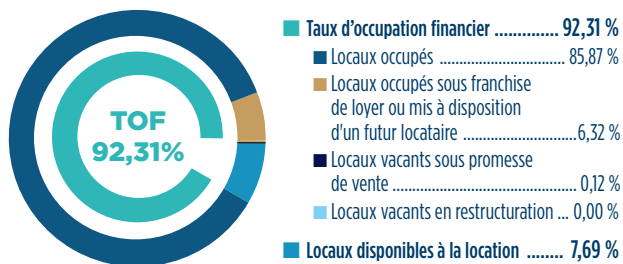 TOF
92,31%
Taux d'occupation financier .............. 92,31 %
Locaux occupés ................................ 85,87 %
Locaux occupés sous franchise
de loyer ou mis à disposition
d'un futur locataire .............................6,32 %
Locaux vacants sous promesse
de vente ............................................... 0,12 %
Locaux vacants en restructuration ... 0,00 %
Locaux disponibles à la location ........ 7,69 %